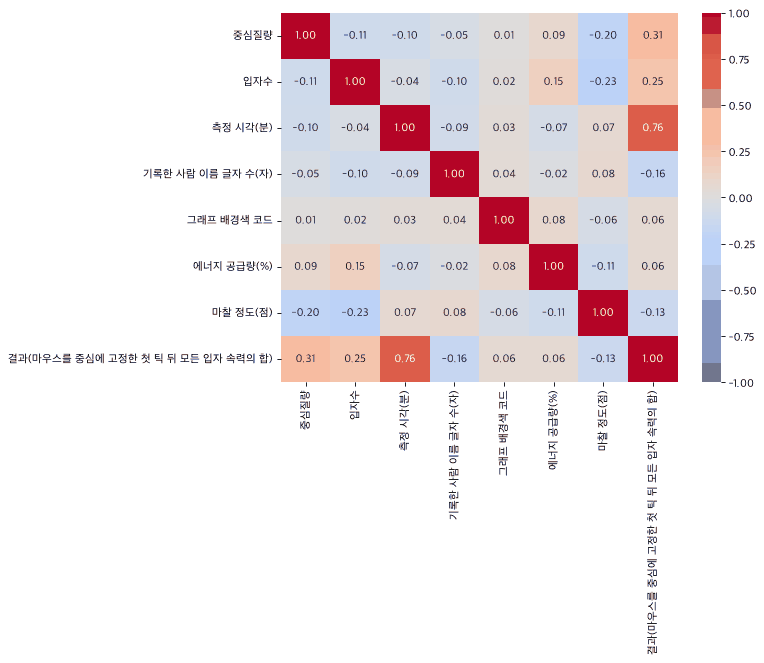 중심질량 1.00 −0.11 −0.10 −0.05 0.01 0.09 −0.20 0.31
입자수 −0.11 1.00 −0.04 −0.10 0.02 0.15 −0.23 0.25
측정 시각(분) −0.10 −0.04 1.00 −0.09 0.03 −0.07 0.07 0.76
기록한 사람 이름 글자 수(자) −0.05 −0.10 −0.09 1.00 0.04 −0.02 0.08 −0.16
그래프 배경색 코드 0.01 0.02 0.03 0.04 1.00 0.08 −0.06 0.06
에너지 공급량(%) 0.09 0.15 −0.07 −0.02 0.08 1.00 −0.11 0.06
마찰 정도(점) −0.20 −0.23 0.07 0.08 −0.06 −0.11 1.00 −0.13
결과(마우스를 중심에 고정한 첫 틱 뒤 모든 입자 속력의 합) 0.31 0.25 0.76 −0.16 0.06 0.06 −0.13 1.00
중심질량
입자수
측정 시각(분)
기록한 사람 이름 글자 수(자)
그래프 배경색 코드
에너지 공급량(%)
마찰 정도(점)
결과(마우스를 중심에 고정한 첫 틱 뒤 모든 입자 속력의 합)
1.00
0.75
0.50
0.25
0.00
−0.25
−0.50
−0.75
−1.00